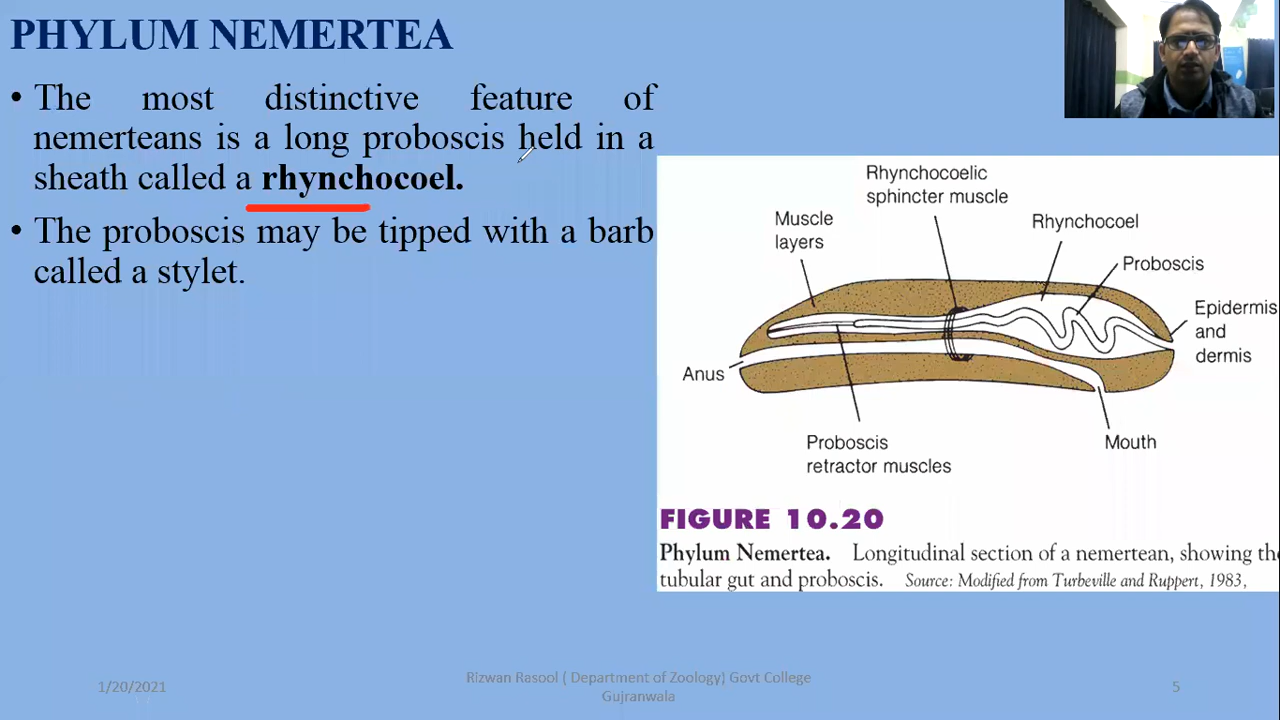 PHYLUM NEMERTEA
• The most distinctive feature of
nemerteans is a long proboscis held in a
sheath called a rhynchocoel.
• The proboscis may be tipped with a barb
called a stylet.
Rhynchocoelic
sphincter muscle
Muscle
layers
Rhynchocoel
Proboscis
Epidermis
and
dermis
Anus
Proboscis
retractor muscles
Mouth
FIGURE 10.20
Phylum Nemertea. Longitudinal section of a nemertean, showing the
tubular gut and proboscis. Source: Modified from Turbeville and Ruppert, 1983,
1/20/2021
Rizwan Rasool ( Department of Zoology) Govt College
Gujranwala
5